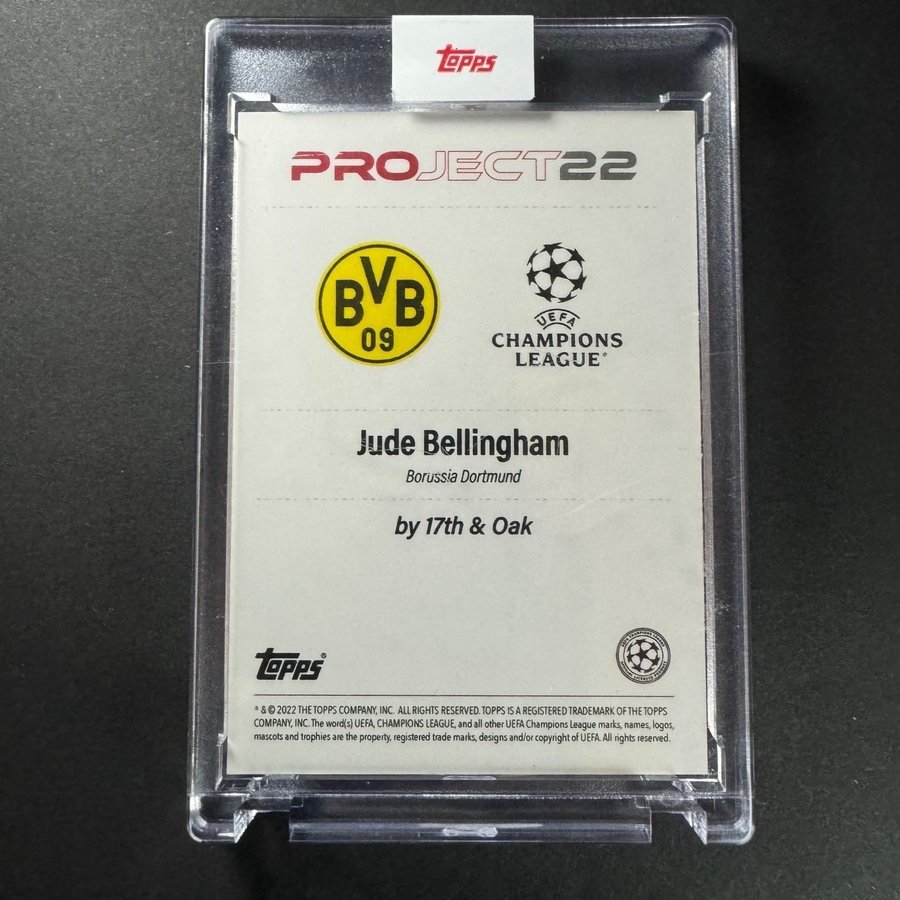 Topps
PROJECT22
BVB
09
UEFA
CHAMPIONS
LEAGUE®
Jude Bellingham
Borussia Dortmund
by 17th & Oak
Topps®
® & © 2022 THE TOPPS COMPANY, INC. ALL RIGHTS RESERVED. TOPPS IS A REGISTERED TRADEMARK OF THE TOPPS
COMPANY, INC. The word(s) UEFA, CHAMPIONS LEAGUE, and all other UEFA Champions League marks, names, logos,
mascots and trophies are the property, registered trade marks, designs and/or copyright of UEFA. All rights reserved.